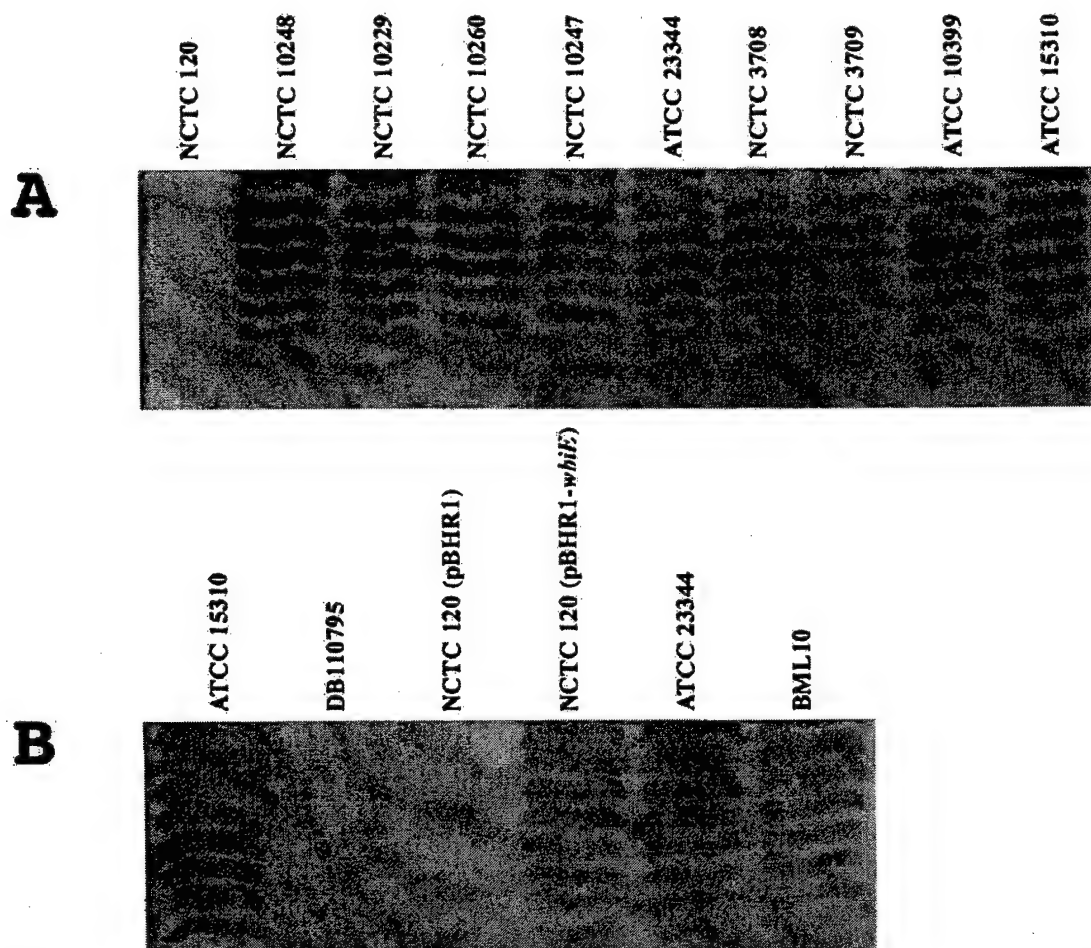 A
NCTC 120
NCTC 10248
NCTC 10229
NCTC 10260
NCTC 10247
ATCC 23344
NCTC 3708
NCTC 3709
ATCC 10399
ATCC 15310
B
ATCC 15310
DB110795
NCTC 120 (pBHR1)
NCTC 120 (pBHR1-wbiE)
ATCC 23344
BML10